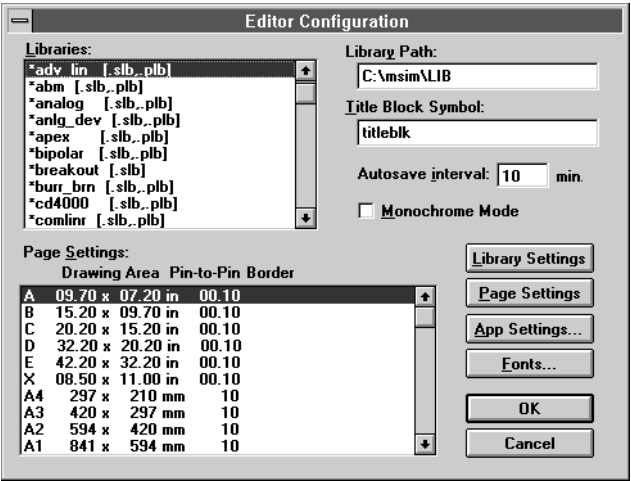 Editor Configuration
Libraries:
*adv_lin [.slb,.plb]
*abm [.slb,.plb]
*analog [.slb,.plb]
*anlg_dev [.slb,.plb]
*apex [.slb,.plb]
*bipolar [.slb,.plb]
*breakout [.slb]
*burr_brn [.slb,.plb]
*cd4000 [.slb,.plb]
*comlinr [.slb,.plb]
Library Path:
C:\msim\LIB
Title Block Symbol:
titleblk
Autosave interval: 10 min.
Monochrome Mode
Page Settings:
Drawing Area Pin-to-Pin Border
A 09.70 x 07.20 in 00.10
B 15.20 x 09.70 in 00.10
C 20.20 x 15.20 in 00.10
D 32.20 x 20.20 in 00.10
E 42.20 x 32.20 in 00.10
X 08.50 x 11.00 in 00.10
A4 297 x 210 mm 10
A3 420 x 297 mm 10
A2 594 x 420 mm 10
A1 841 x 594 mm 10
Library Settings
Page Settings
App Settings...
Fonts...
OK
Cancel